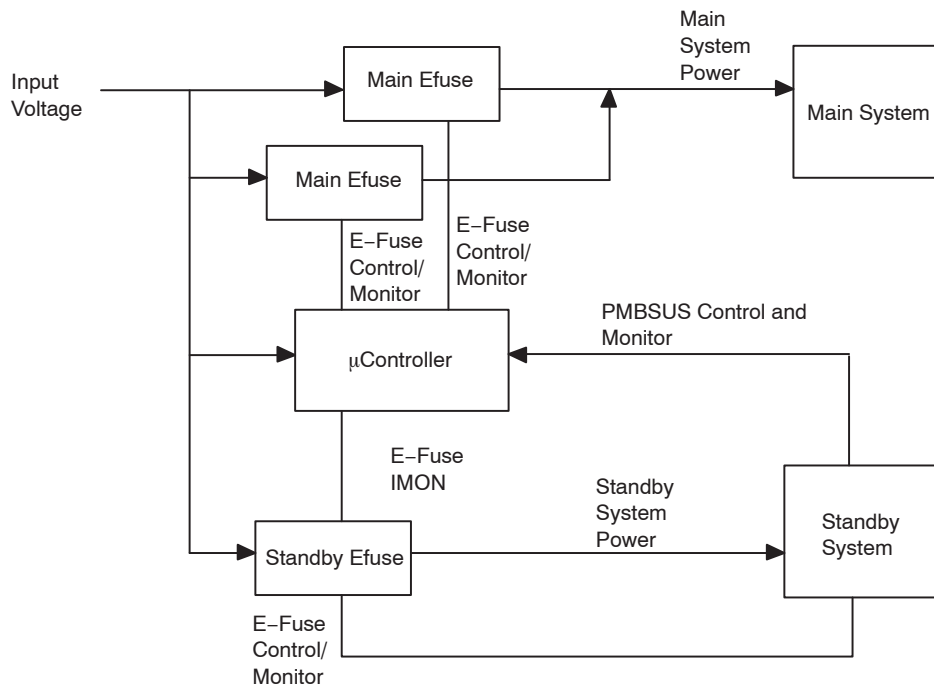 Main
System
Power
Input
Voltage
Main Efuse
Main System
Main Efuse
E−Fuse
Control/
Monitor
E−Fuse
Control/
Monitor
PMBSUS Control and
Monitor
μController
E−Fuse
IMON
Standby
System
Power
Standby
System
Standby Efuse
E−Fuse
Control/
Monitor